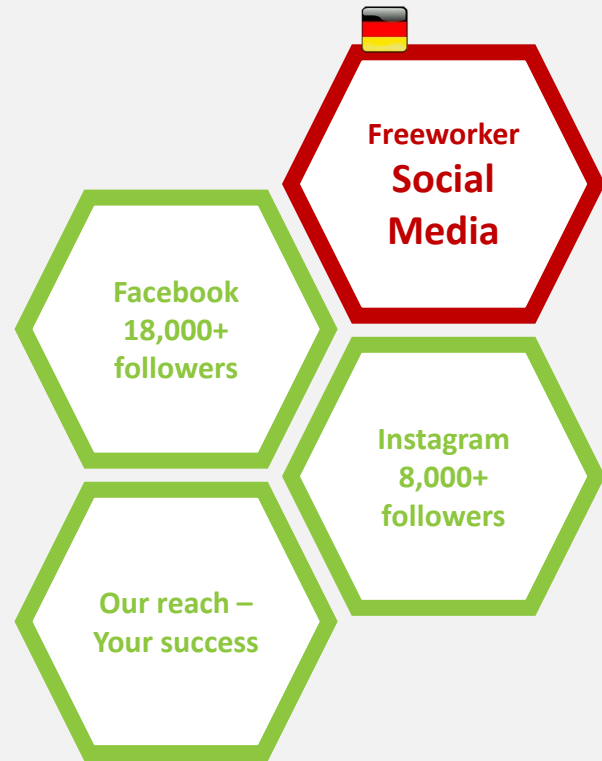 Freeworker
Social
Media
Facebook
18,000+
followers
Instagram
8,000+
followers
Our reach –
Your success